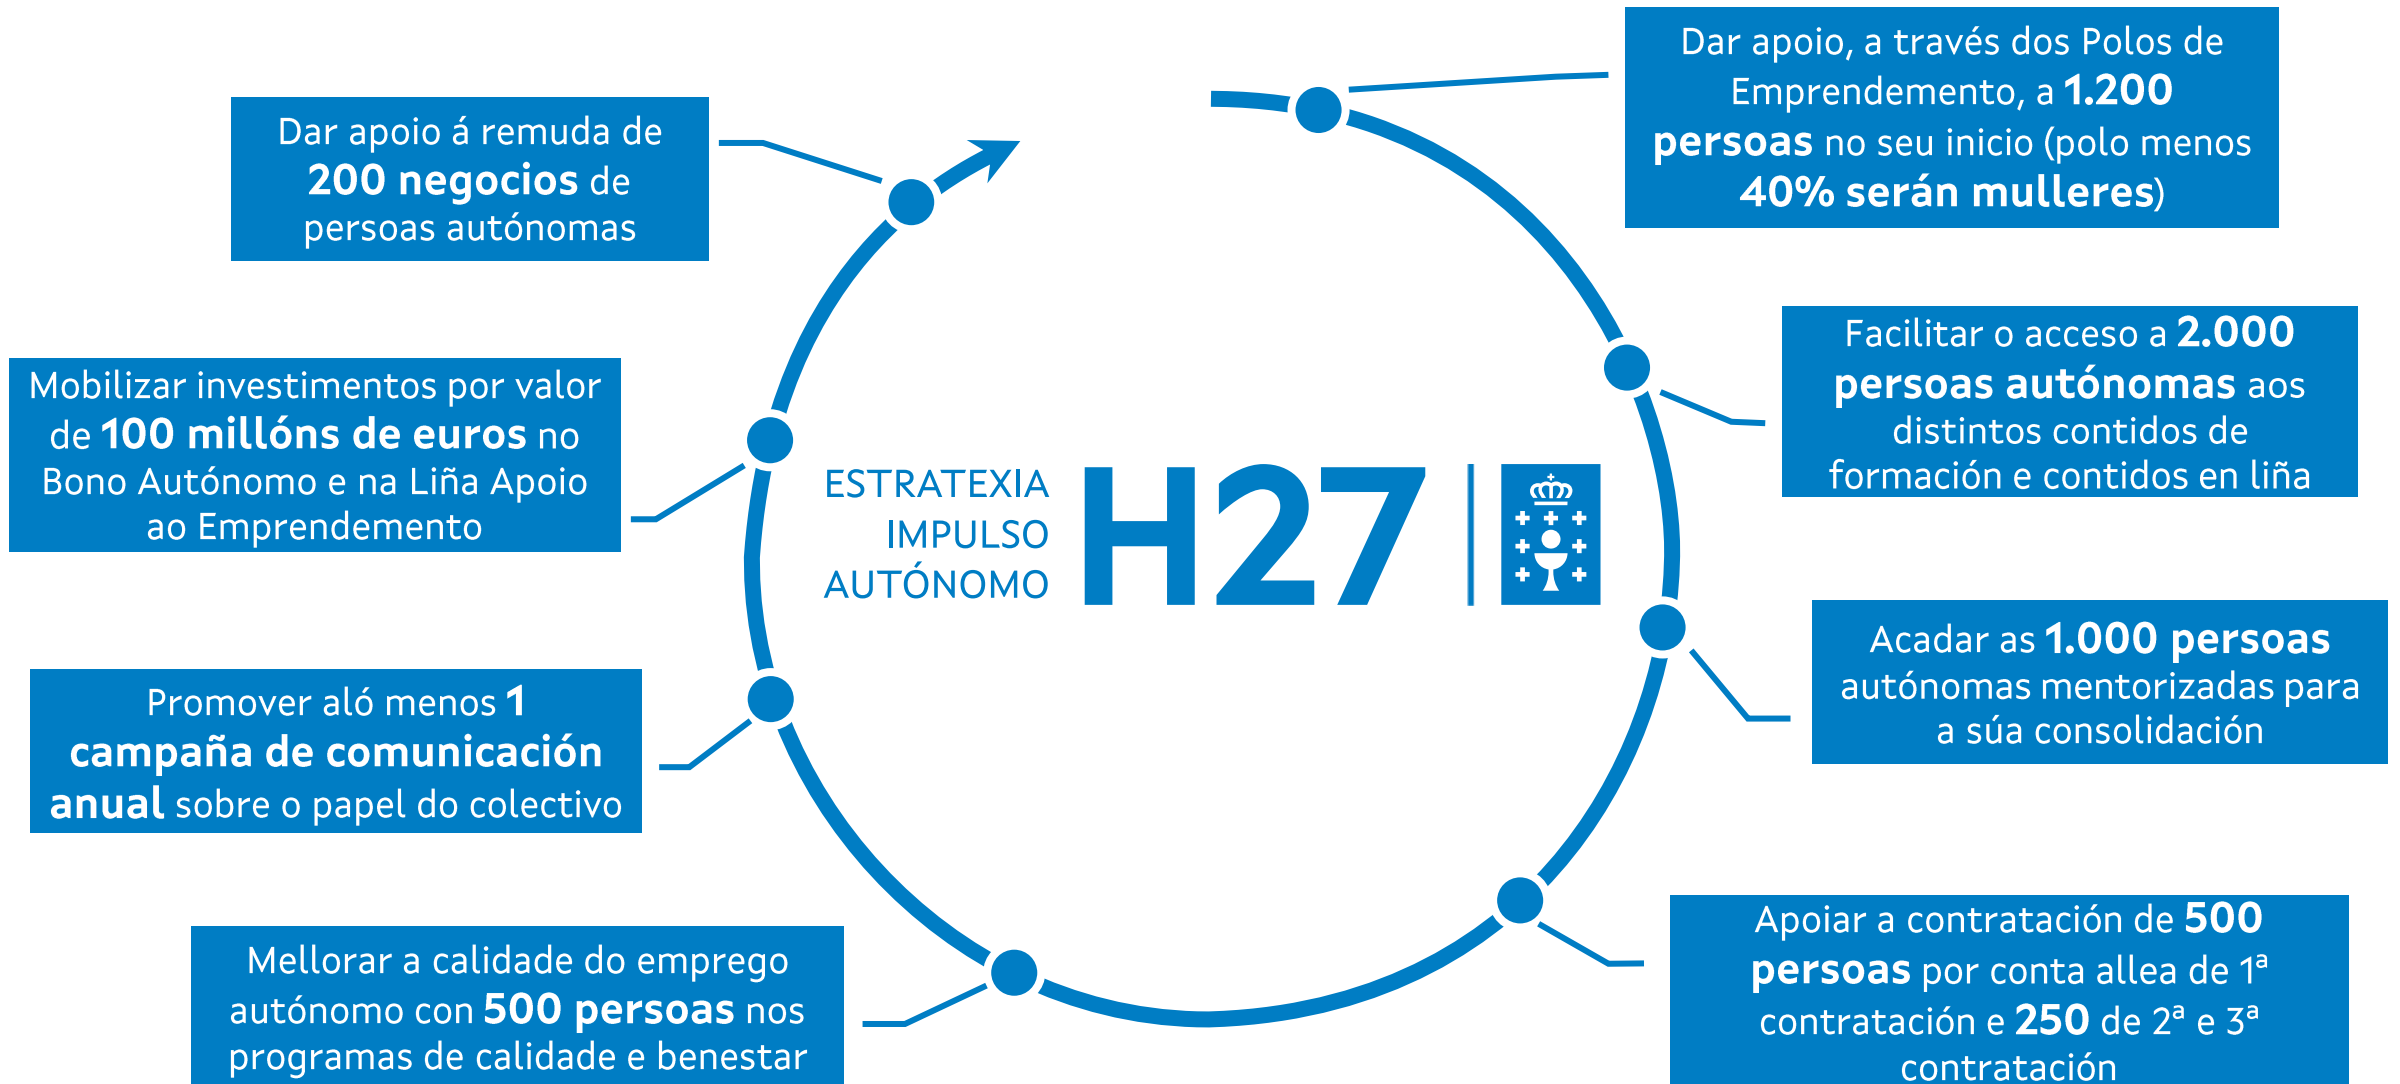 Dar apoio, a través dos Polos de
Emprendemento, a 1.200
persoas no seu inicio (polo menos
40% serán mulleres)
Facilitar o acceso a 2.000
persoas autónomas aos
distintos contidos de
formación e contidos en liña
Acadar as 1.000 persoas
autónomas mentorizadas para
a súa consolidación
Apoiar a contratación de 500
persoas por conta allea de 1ª
contratación e 250 de 2ª e 3ª
contratación
Mellorar a calidade do emprego
autónomo con 500 persoas nos
programas de calidade e benestar
Promover aló menos 1
campaña de comunicación
anual sobre o papel do colectivo
Mobilizar investimentos por valor
de 100 millóns de euros no
Bono Autónomo e na Liña Apoio
ao Emprendemento
Dar apoio á remuda de
200 negocios de
persoas autónomas
ESTRATEXIA
IMPULSO
AUTÓNOMO
H27